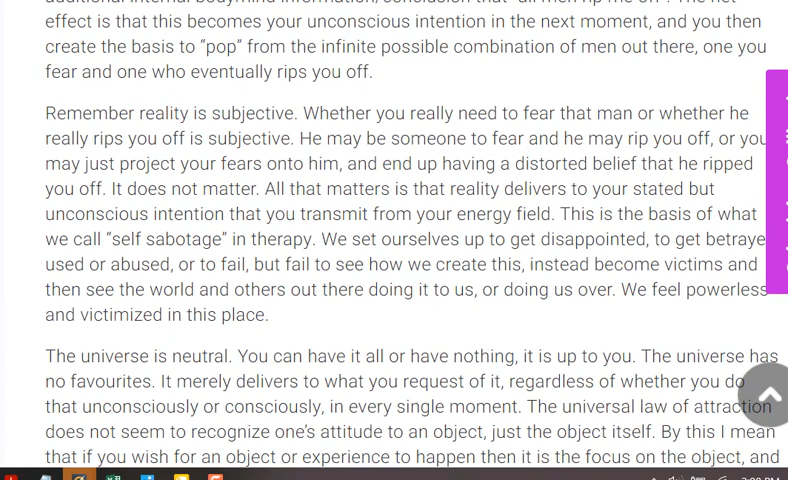 effect is that this becomes your unconscious intention in the next moment, and you then
create the basis to “pop” from the infinite possible combination of men out there, one you
fear and one who eventually rips you off.
Remember reality is subjective. Whether you really need to fear that man or whether he
really rips you off is subjective. He may be someone to fear and he may rip you off, or you
may just project your fears onto him, and end up having a distorted belief that he ripped
you off. It does not matter. All that matters is that reality delivers to your stated but
unconscious intention that you transmit from your energy field. This is the basis of what
we call “self sabotage” in therapy. We set ourselves up to get disappointed, to get betraye
used or abused, or to fail, but fail to see how we create this, instead become victims and
then see the world and others out there doing it to us, or doing us over. We feel powerless
and victimized in this place.
The universe is neutral. You can have it all or have nothing, it is up to you. The universe has
no favourites. It merely delivers to what you request of it, regardless of whether you do
that unconsciously or consciously, in every single moment. The universal law of attraction
does not seem to recognize one’s attitude to an object, just the object itself. By this I mean
that if you wish for an object or experience to happen then it is the focus on the object, and